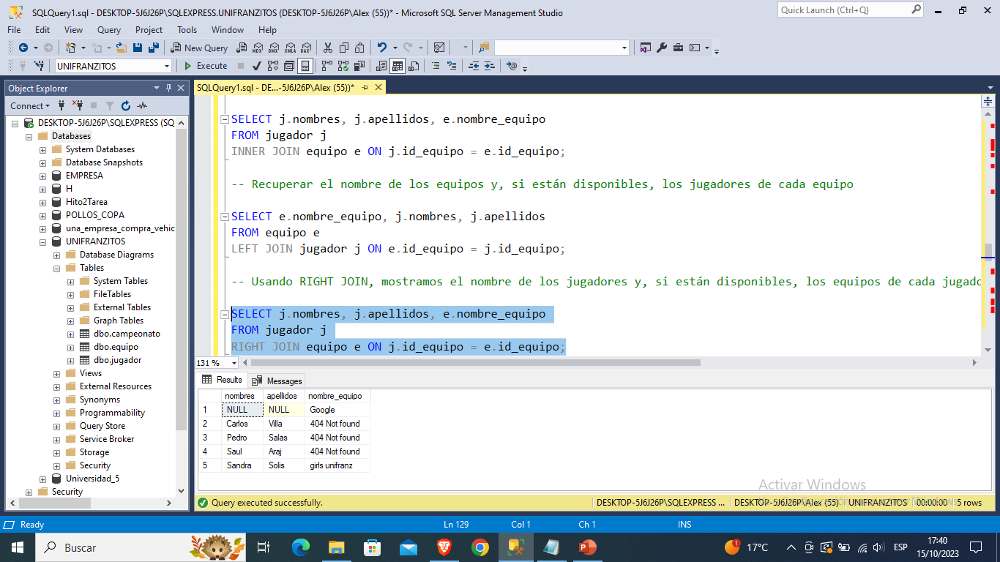 SQLQuery1.sql - DESKTOP-5J6J26P\SQLEXPRESS.UNIFRANZITOS (DESKTOP-5J6J26P\Alex (55))* - Microsoft SQL Server Management Studio
Quick Launch (Ctrl+Q)
File Edit View Query Project Tools Window Help
New Query MDX DMX XMLA DAX
UNIFRANZITOS Execute
Object Explorer
SQLQuery1.sql - DE...-5J6J26P\Alex (55))*
Connect
DESKTOP-5J6J26P\SQLEXPRESS (SQ
Databases
System Databases
Database Snapshots
EMPRESA
H
Hito2Tarea
POLLOS_COPA
una_empresa_compra_vehic
UNIFRANZITOS
Database Diagrams
Tables
System Tables
FileTables
External Tables
Graph Tables
dbo.campeonato
dbo.equipo
dbo.jugador
Views
External Resources
Synonyms
Programmability
Query Store
Service Broker
Storage
Security
Universidad_5
Security
SELECT j.nombres, j.apellidos, e.nombre_equipo
FROM jugador j
INNER JOIN equipo e ON j.id_equipo = e.id_equipo;
-- Recuperar el nombre de los equipos y, si están disponibles, los jugadores de cada equipo
SELECT e.nombre_equipo, j.nombres, j.apellidos
FROM equipo e
LEFT JOIN jugador j ON e.id_equipo = j.id_equipo;
-- Usando RIGHT JOIN, mostramos el nombre de los jugadores y, si están disponibles, los equipos de cada jugado
SELECT j.nombres, j.apellidos, e.nombre_equipo
FROM jugador j
RIGHT JOIN equipo e ON j.id_equipo = e.id_equipo;
131 %
Results Messages
nombres apellidos nombre_equipo
1 NULL NULL Google
2 Carlos Villa 404 Not found
3 Pedro Salas 404 Not found
4 Saul Araj 404 Not found
5 Sandra Solis girls unifranz
Activar Windows
Query executed successfully. DESKTOP-5J6J26P\SQLEXPRESS ... DESKTOP-5J6J26P\Alex (55) UNIFRANZITOS 00:00:00 5 rows
Ready Ln 129 Col 1 Ch 1 INS
Buscar
1 17°C ESP
17:40
15/10/2023